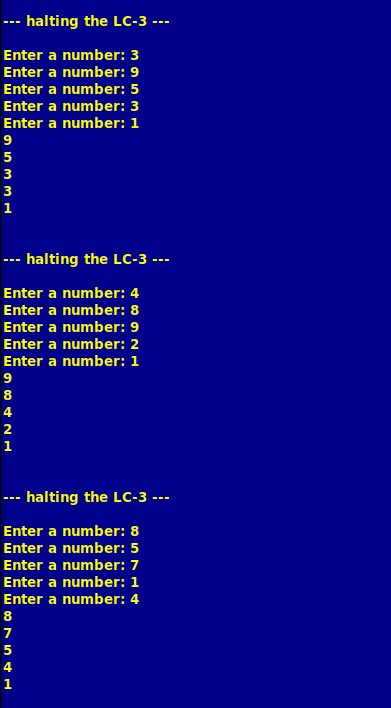 --- halting the LC-3 ---
Enter a number: 3
Enter a number: 9
Enter a number: 5
Enter a number: 3
Enter a number: 1
9
5
3
3
1
--- halting the LC-3 ---
Enter a number: 4
Enter a number: 8
Enter a number: 9
Enter a number: 2
Enter a number: 1
9
8
4
2
1
--- halting the LC-3 ---
Enter a number: 8
Enter a number: 5
Enter a number: 7
Enter a number: 1
Enter a number: 4
8
7
5
4
1